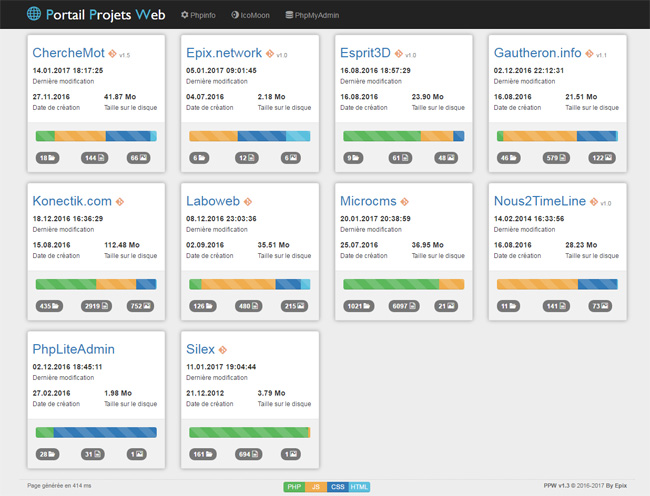 Portail Projets Web Phpinfo IcoMoon PhpMyAdmin
ChercheMot v1.5
14.01.2017 18:17:25
Dernière modification
27.11.2016 41.87 Mo
Date de création Taille sur le disque
18 144 66
Epix.network v1.0
05.01.2017 09:01:45
Dernière modification
04.07.2016 2.18 Mo
Date de création Taille sur le disque
6 12 6
Esprit3D v1.0
16.08.2016 18:57:29
Dernière modification
16.08.2016 23.90 Mo
Date de création Taille sur le disque
9 61 48
Gautheron.info v1.1
02.12.2016 22:12:31
Dernière modification
16.08.2016 21.51 Mo
Date de création Taille sur le disque
46 579 122
Konectik.com
18.12.2016 16:36:29
Dernière modification
15.08.2016 112.48 Mo
Date de création Taille sur le disque
435 2919 752
Laboweb
08.12.2016 23:03:36
Dernière modification
02.09.2016 35.51 Mo
Date de création Taille sur le disque
126 480 215
Microcms
20.01.2017 20:38:59
Dernière modification
25.07.2016 36.95 Mo
Date de création Taille sur le disque
1021 6097 21
Nous2TimeLine v1.0
14.02.2014 16:33:56
Dernière modification
16.08.2016 28.23 Mo
Date de création Taille sur le disque
11 141 73
PhpLiteAdmin
02.12.2016 18:45:11
Dernière modification
27.02.2016 1.98 Mo
Date de création Taille sur le disque
28 31 1
Silex
11.01.2017 19:04:44
Dernière modification
21.12.2012 3.79 Mo
Date de création Taille sur le disque
161 694 1
Page générée en 414 ms PHP JS CSS HTML PPW v1.3 © 2016-2017 By Epix